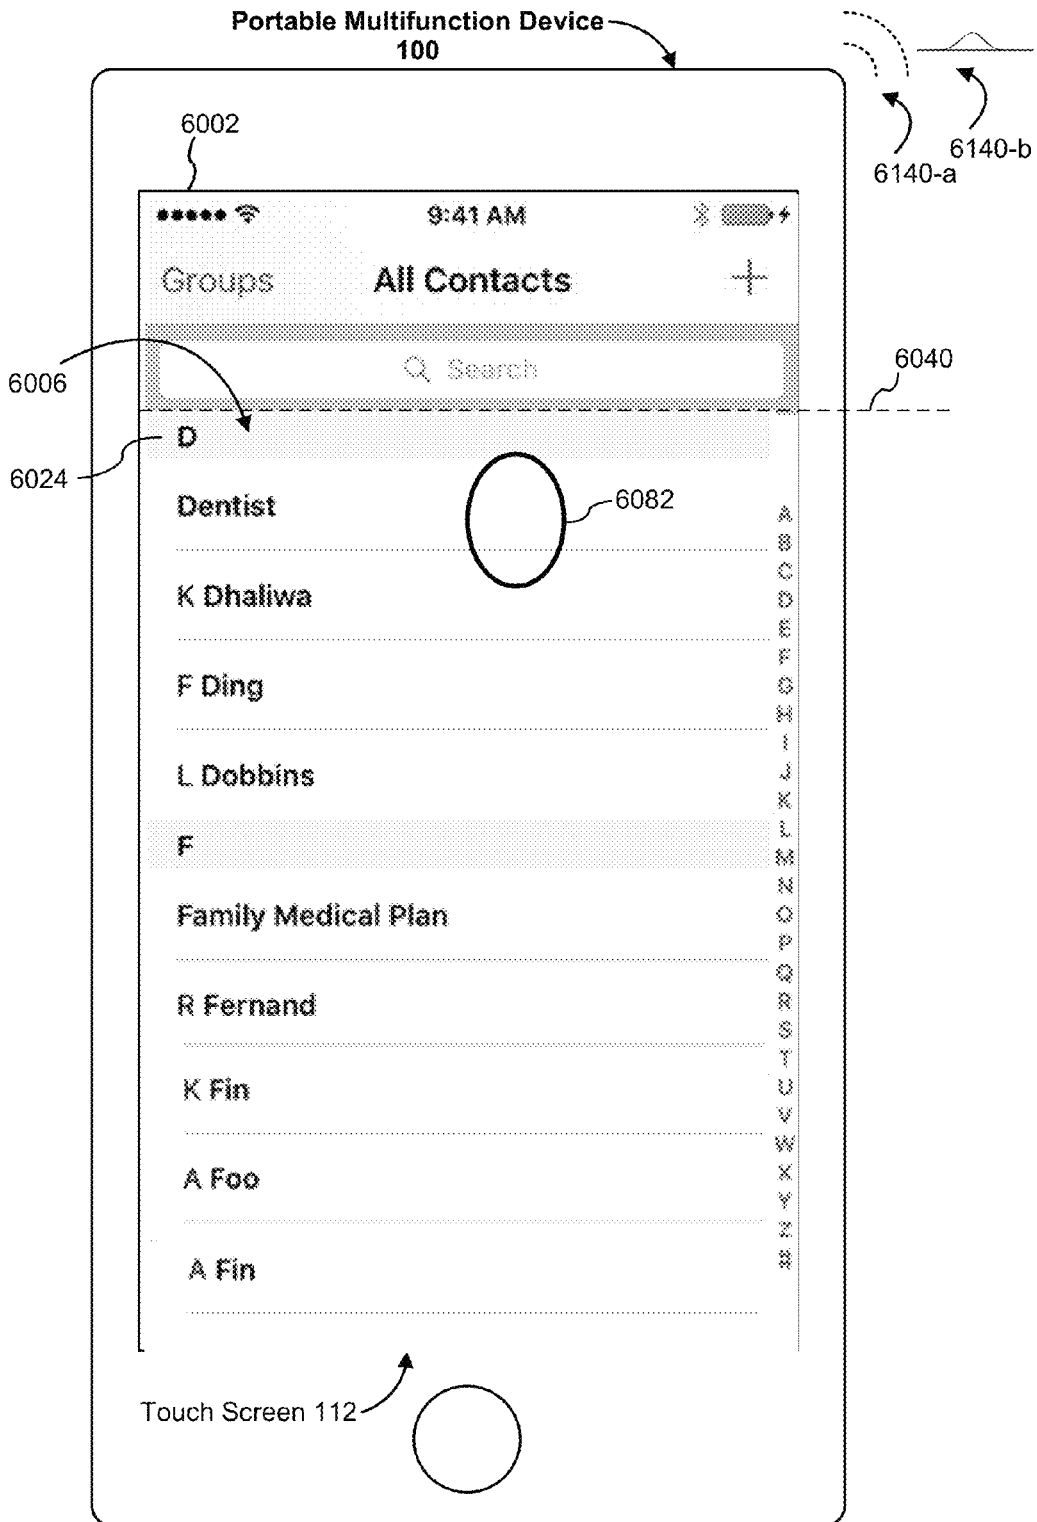 Portable Multifunction Device
100
6002
6140-b
6140-a
9:41 AM
Groups All Contacts +
Search
6006
6040
D
6024
Dentist
6082
K Dhaliwa
F Ding
L Dobbins
F
Family Medical Plan
R Fernand
K Fin
A Foo
A Fin
A
B
C
D
E
F
G
H
I
J
K
L
M
N
O
P
Q
R
S
T
U
V
W
X
Y
Z
Touch Screen 112